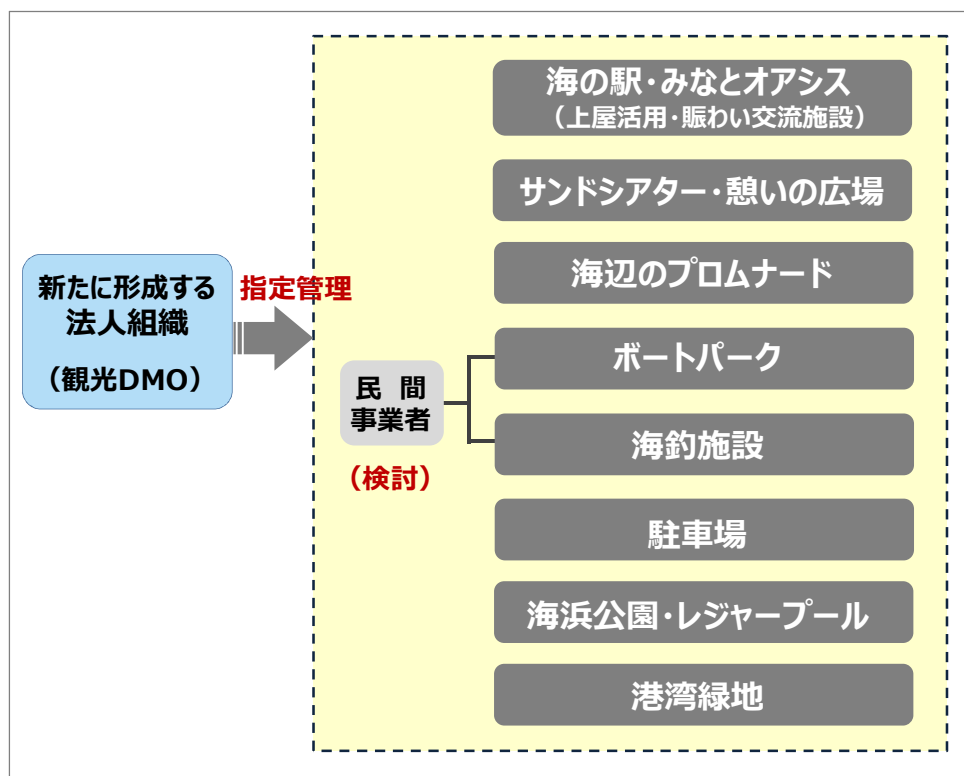 新たに形成する
法人組織
（観光DMO）
指定管理
民 間
事業者
（検討）
海の駅・みなとオアシス
（上屋活用・賑わい交流施設）
サンドシアター・憩いの広場
海辺のプロムナード
ボートパーク
海釣施設
駐車場
海浜公園・レジャープール
港湾緑地